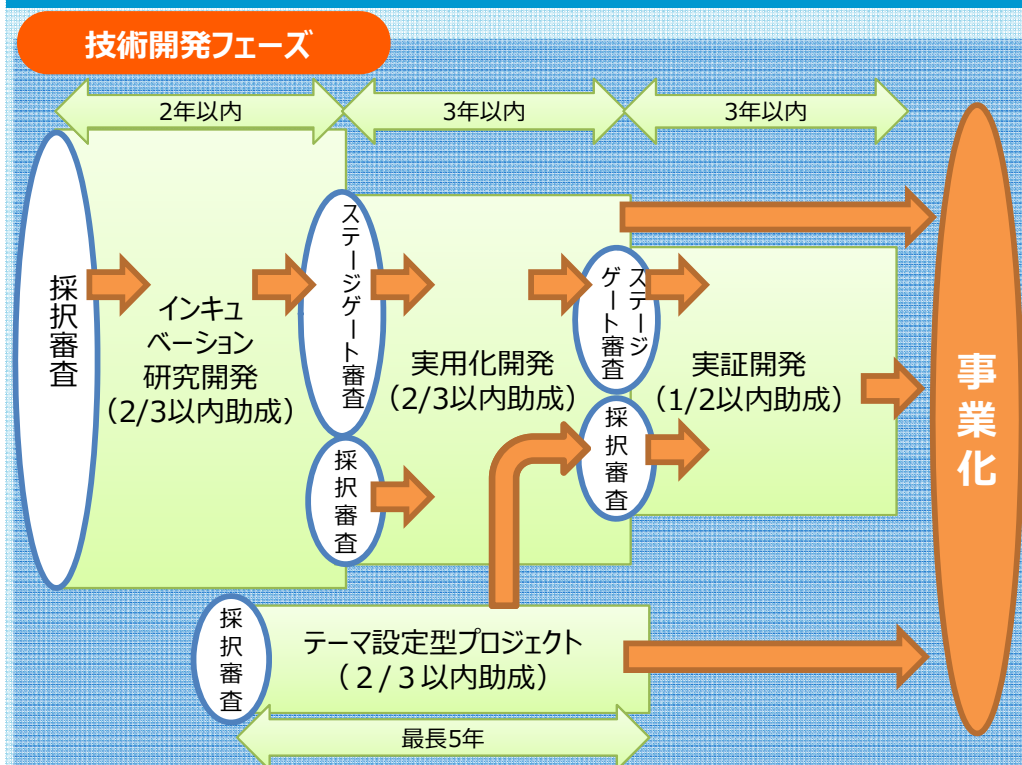 技術開発フェーズ
2年以内
3年以内
3年以内
採択審査
インキュ
ベーション
研究開発
（2/3以内助成）
ステージゲート審査
採択審査
実用化開発
（2/3以内助成）
ステージ
ゲート審査
採択審査
実証開発
（1/2以内助成）
事業化
採択審査
テーマ設定型プロジェクト
（２/３以内助成）
最長5年